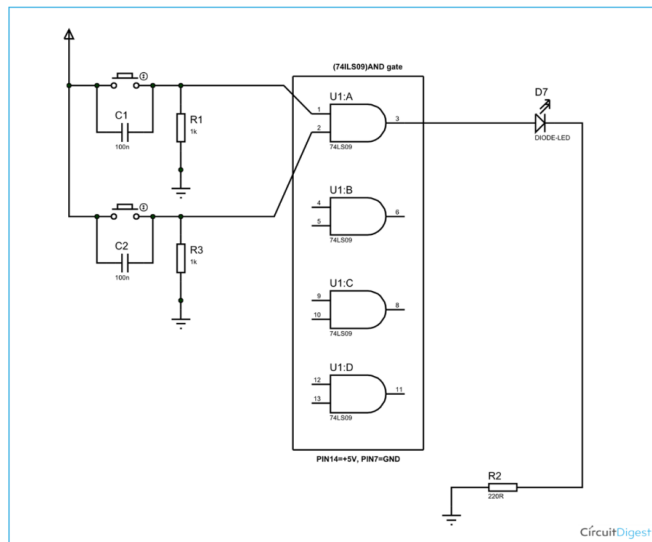 (74ILS09)AND gate
C1
100n
R1
1k
C2
100n
R3
1k
U1:A
1
2
3
74LS09
U1:B
4
5
6
74LS09
U1:C
9
10
8
74LS09
U1:D
12
13
11
74LS09
PIN14=+5V, PIN7=GND
D7
DIODE-LED
R2
220R
CircuitDigest